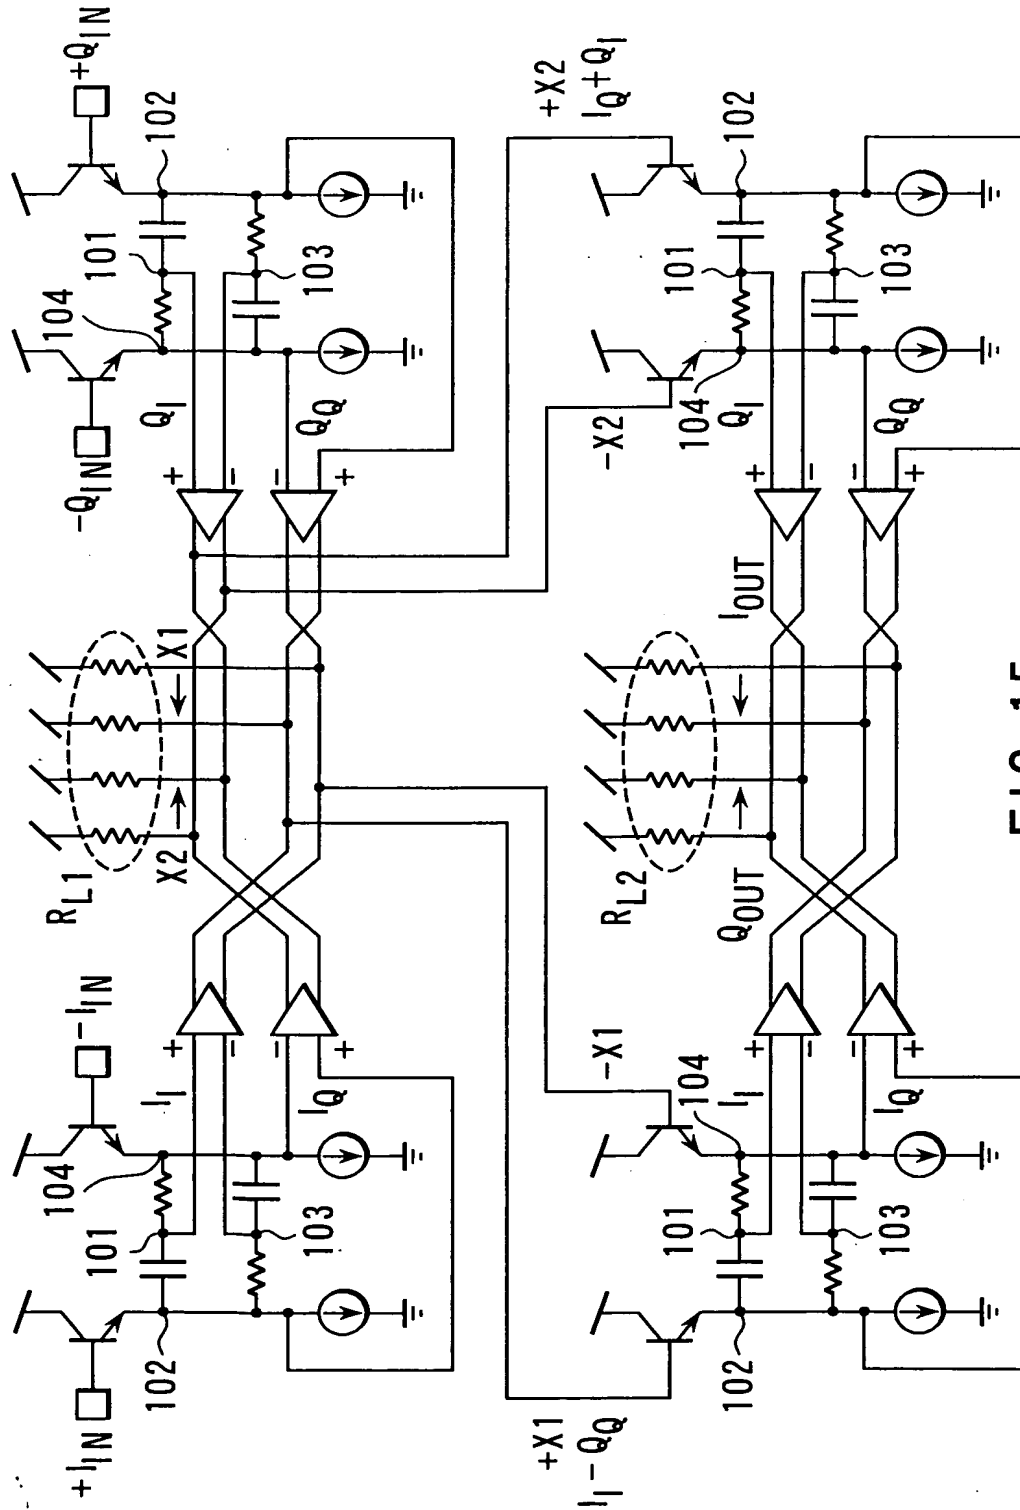 +I_IN
-I_IN
-Q_IN
+Q_IN
102
101
104
103
I_I
I_Q
R_L1
X2
X1
104
101
102
103
Q_I
Q_Q
+X1
I_I-Q_Q
-X1
-X2
+X2
I_Q+Q_I
102
101
104
103
I_I
I_Q
R_L2
Q_OUT
I_OUT
104
101
102
103
Q_I
Q_Q
+
-
-
+
+
-
-
+
+
-
-
+
+
-
-
+